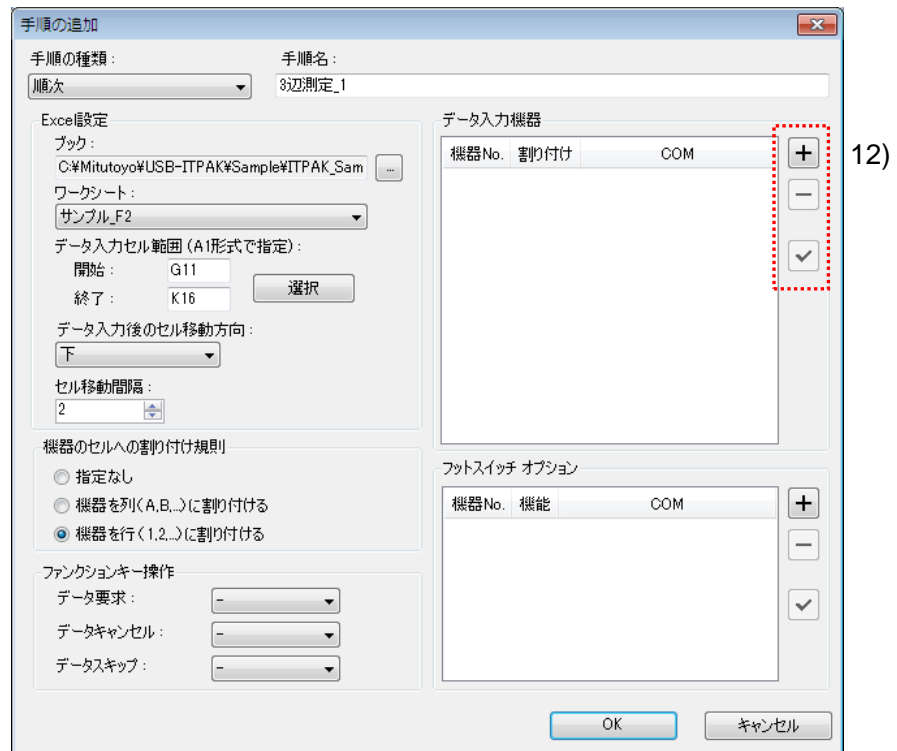 手順の追加
手順の種類：
手順名：
順次
3辺測定_1
Excel設定
ブック：
C:¥Mitutoyo¥USB-ITPAK¥Sample¥ITPAK_Sam
...
ワークシート：
サンプル_F2
データ入力セル範囲（A1形式で指定）：
開始：
G11
終了：
K16
選択
データ入力後のセル移動方向：
下
セル移動間隔：
2
機器のセルへの割り付け規則
指定なし
機器を列(A,B,..)に割り付ける
機器を行(1,2,..)に割り付ける
ファンクションキー操作
データ要求：
-
データキャンセル：
-
データスキップ：
-
データ入力機器
機器No. 割り付け COM
12)
フットスイッチ オプション
機器No. 機能 COM
OK
キャンセル